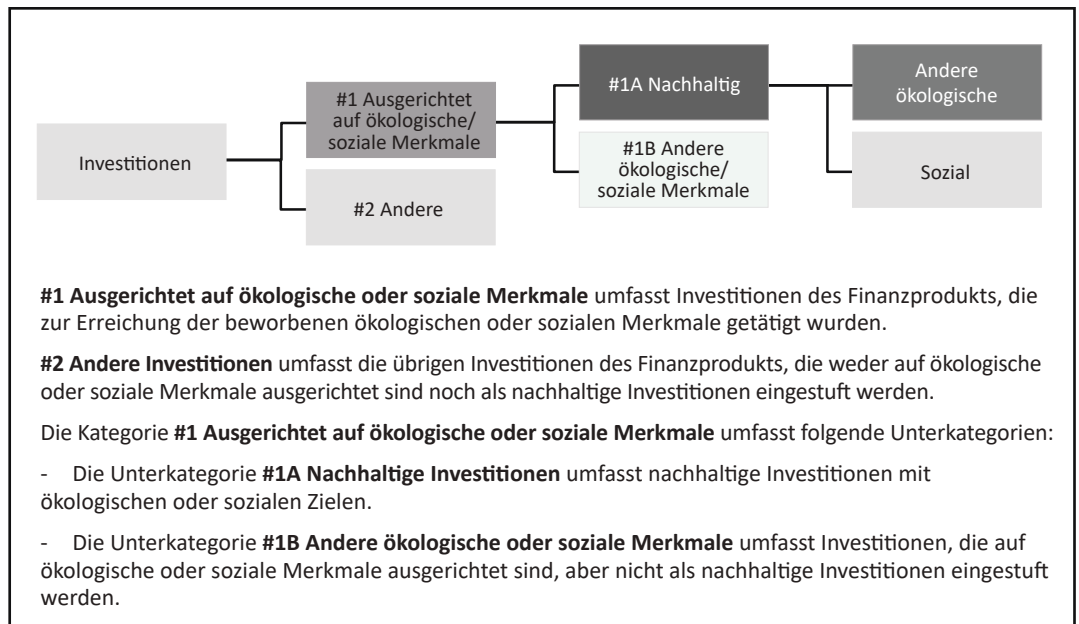 Investitionen
#1 Ausgerichtet
auf ökologische/
soziale Merkmale
#2 Andere
#1A Nachhaltig
#1B Andere
ökologische/
soziale Merkmale
Andere
ökologische
Sozial
#1 Ausgerichtet auf ökologische oder soziale Merkmale umfasst Investitionen des Finanzprodukts, die
zur Erreichung der beworbenen ökologischen oder sozialen Merkmale getätigt wurden.
#2 Andere Investitionen umfasst die übrigen Investitionen des Finanzprodukts, die weder auf ökologische
oder soziale Merkmale ausgerichtet sind noch als nachhaltige Investitionen eingestuft werden.
Die Kategorie #1 Ausgerichtet auf ökologische oder soziale Merkmale umfasst folgende Unterkategorien:
- Die Unterkategorie #1A Nachhaltige Investitionen umfasst nachhaltige Investitionen mit
ökologischen oder sozialen Zielen.
- Die Unterkategorie #1B Andere ökologische oder soziale Merkmale umfasst Investitionen, die auf
ökologische oder soziale Merkmale ausgerichtet sind, aber nicht als nachhaltige Investitionen eingestuft
werden.